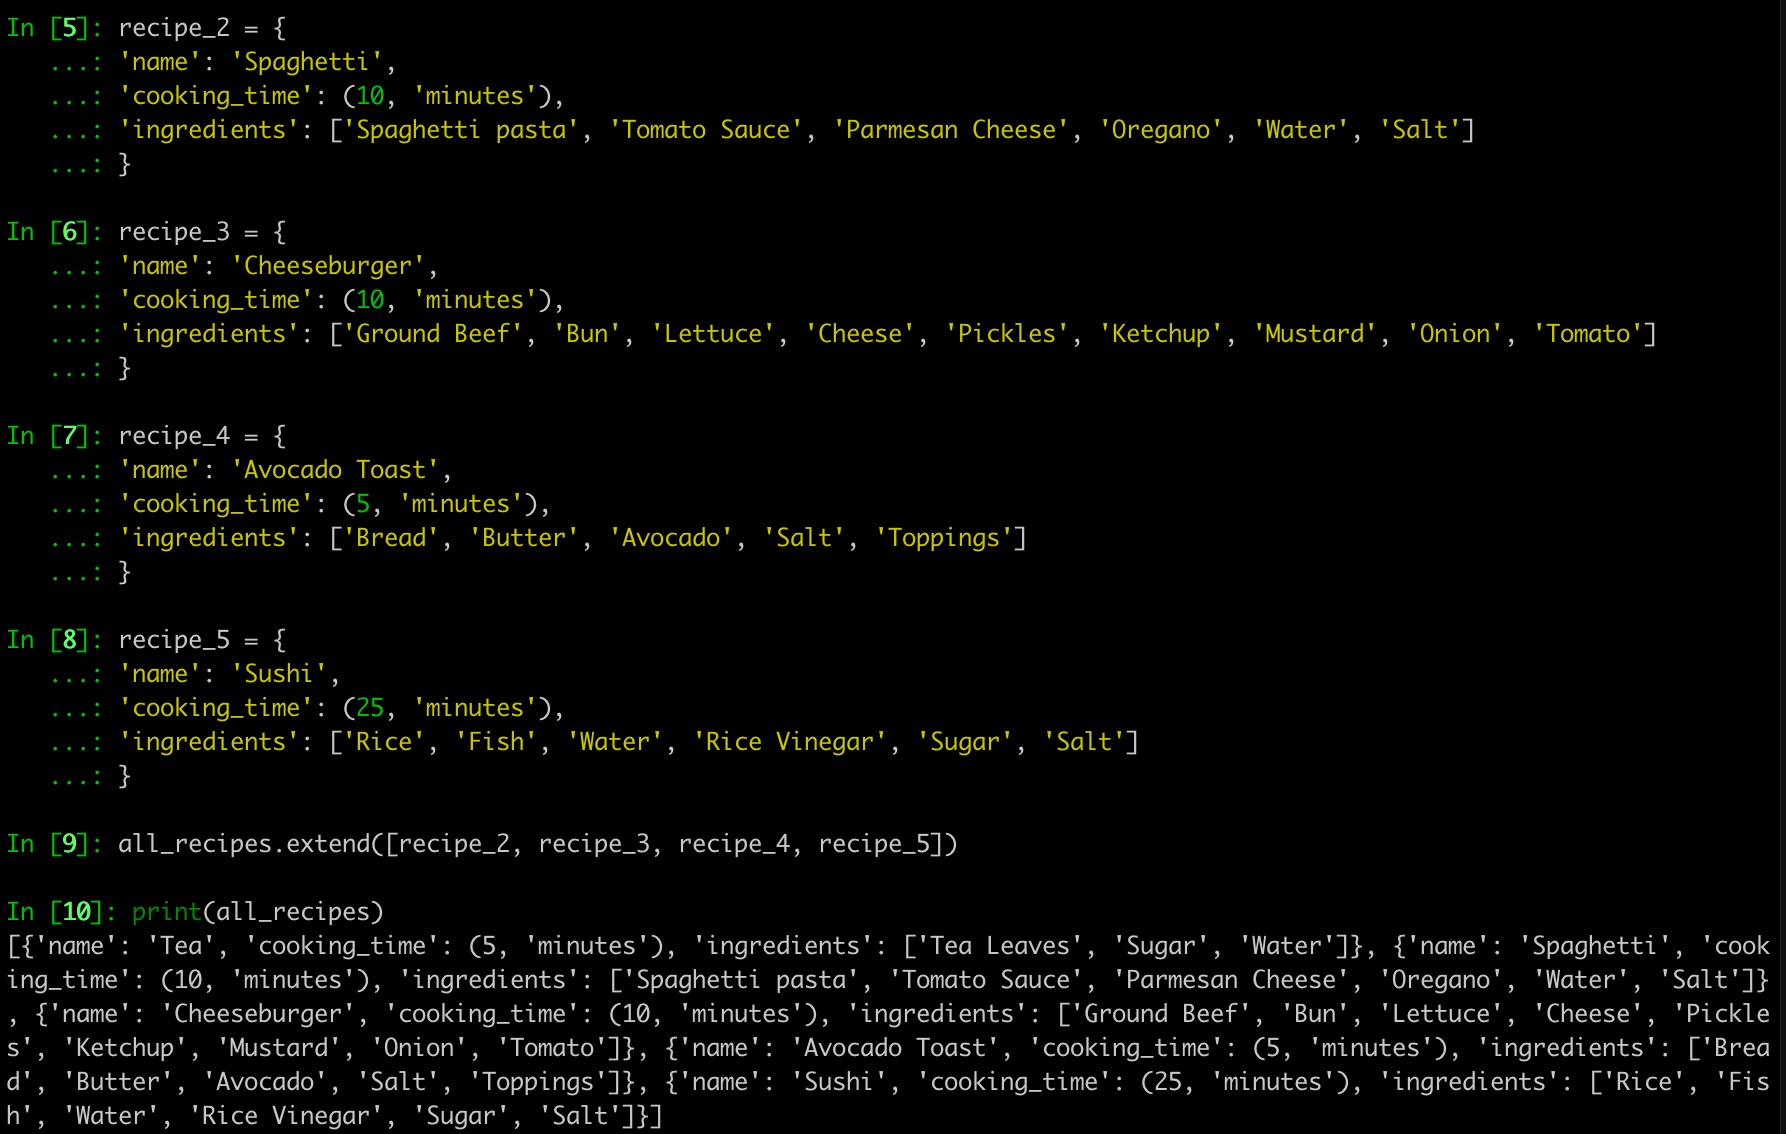 In [5]: recipe_2 = {
   ...: 'name': 'Spaghetti',
   ...: 'cooking_time': (10, 'minutes'),
   ...: 'ingredients': ['Spaghetti pasta', 'Tomato Sauce', 'Parmesan Cheese', 'Oregano', 'Water', 'Salt']
   ...: }
In [6]: recipe_3 = {
   ...: 'name': 'Cheeseburger',
   ...: 'cooking_time': (10, 'minutes'),
   ...: 'ingredients': ['Ground Beef', 'Bun', 'Lettuce', 'Cheese', 'Pickles', 'Ketchup', 'Mustard', 'Onion', 'Tomato']
   ...: }
In [7]: recipe_4 = {
   ...: 'name': 'Avocado Toast',
   ...: 'cooking_time': (5, 'minutes'),
   ...: 'ingredients': ['Bread', 'Butter', 'Avocado', 'Salt', 'Toppings']
   ...: }
In [8]: recipe_5 = {
   ...: 'name': 'Sushi',
   ...: 'cooking_time': (25, 'minutes'),
   ...: 'ingredients': ['Rice', 'Fish', 'Water', 'Rice Vinegar', 'Sugar', 'Salt']
   ...: }
In [9]: all_recipes.extend([recipe_2, recipe_3, recipe_4, recipe_5])
In [10]: print(all_recipes)
[{'name': 'Tea', 'cooking_time': (5, 'minutes'), 'ingredients': ['Tea Leaves', 'Sugar', 'Water']}, {'name': 'Spaghetti', 'cook
ing_time': (10, 'minutes'), 'ingredients': ['Spaghetti pasta', 'Tomato Sauce', 'Parmesan Cheese', 'Oregano', 'Water', 'Salt']}
, {'name': 'Cheeseburger', 'cooking_time': (10, 'minutes'), 'ingredients': ['Ground Beef', 'Bun', 'Lettuce', 'Cheese', 'Pickle
s', 'Ketchup', 'Mustard', 'Onion', 'Tomato']}, {'name': 'Avocado Toast', 'cooking_time': (5, 'minutes'), 'ingredients': ['Brea
d', 'Butter', 'Avocado', 'Salt', 'Toppings']}, {'name': 'Sushi', 'cooking_time': (25, 'minutes'), 'ingredients': ['Rice', 'Fis
h', 'Water', 'Rice Vinegar', 'Sugar', 'Salt']}]